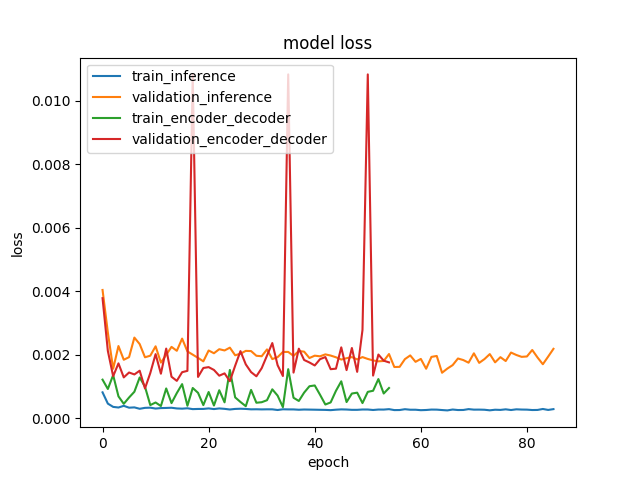 model loss
train_inference
validation_inference
train_encoder_decoder
validation_encoder_decoder
loss
0.010
0.008
0.006
0.004
0.002
0.000
0 20 40 60 80
epoch